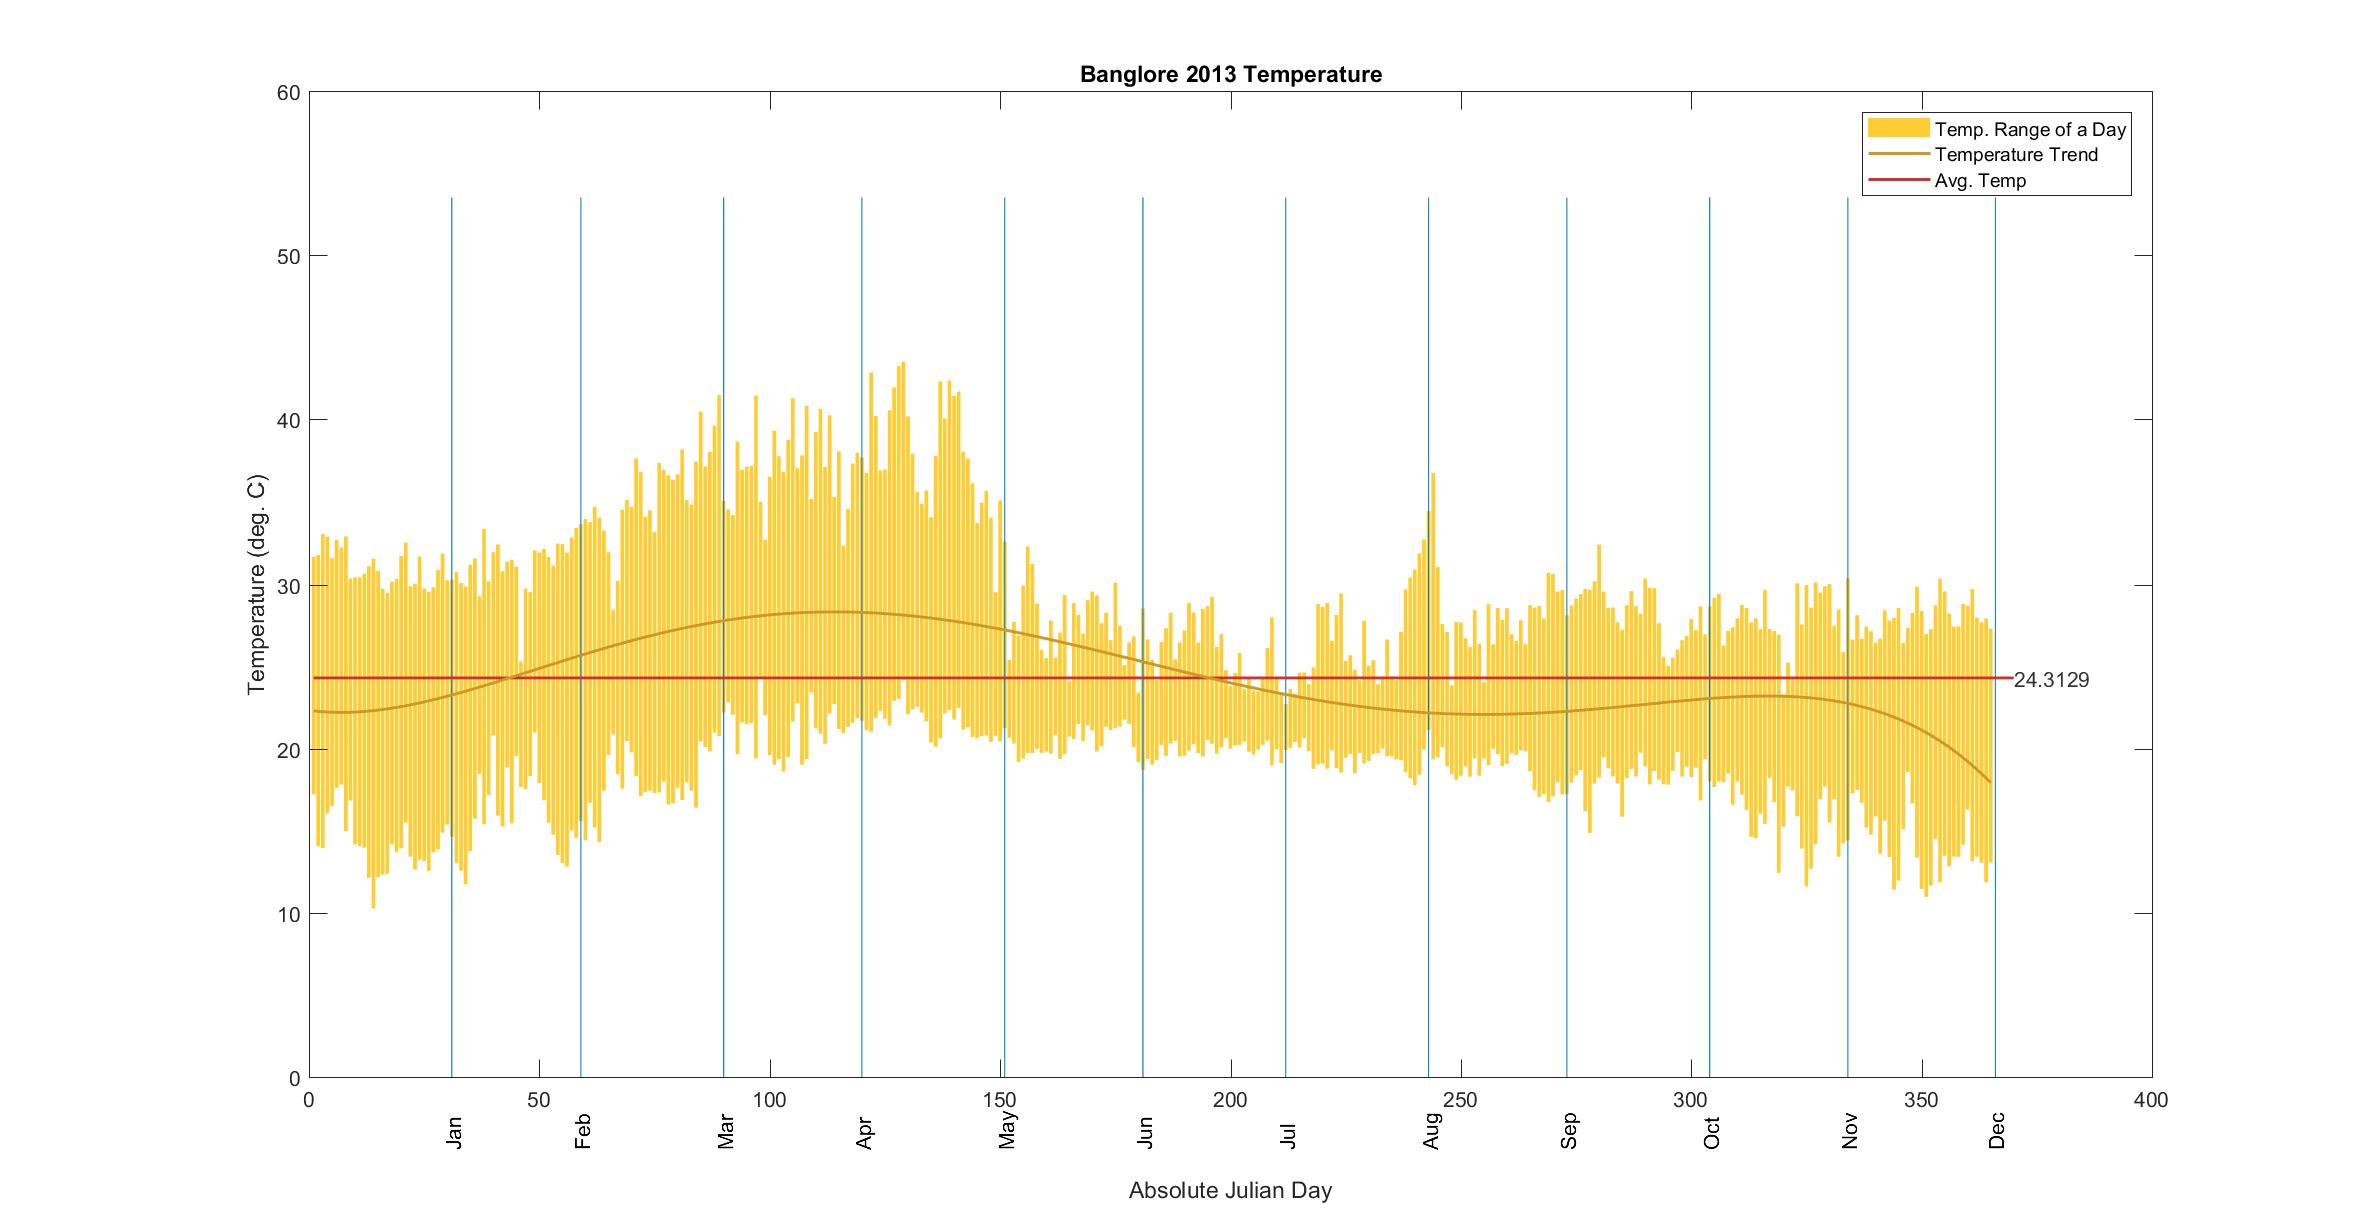 Banglore 2013 Temperature
Temp. Range of a Day
Temperature Trend
Avg. Temp
60
50
40
30
20
10
0
Temperature (deg. C)
24.3129
0 50 100 150 200 250 300 350 400
Jan Feb Mar Apr May Jun Jul Aug Sep Oct Nov Dec
Absolute Julian Day